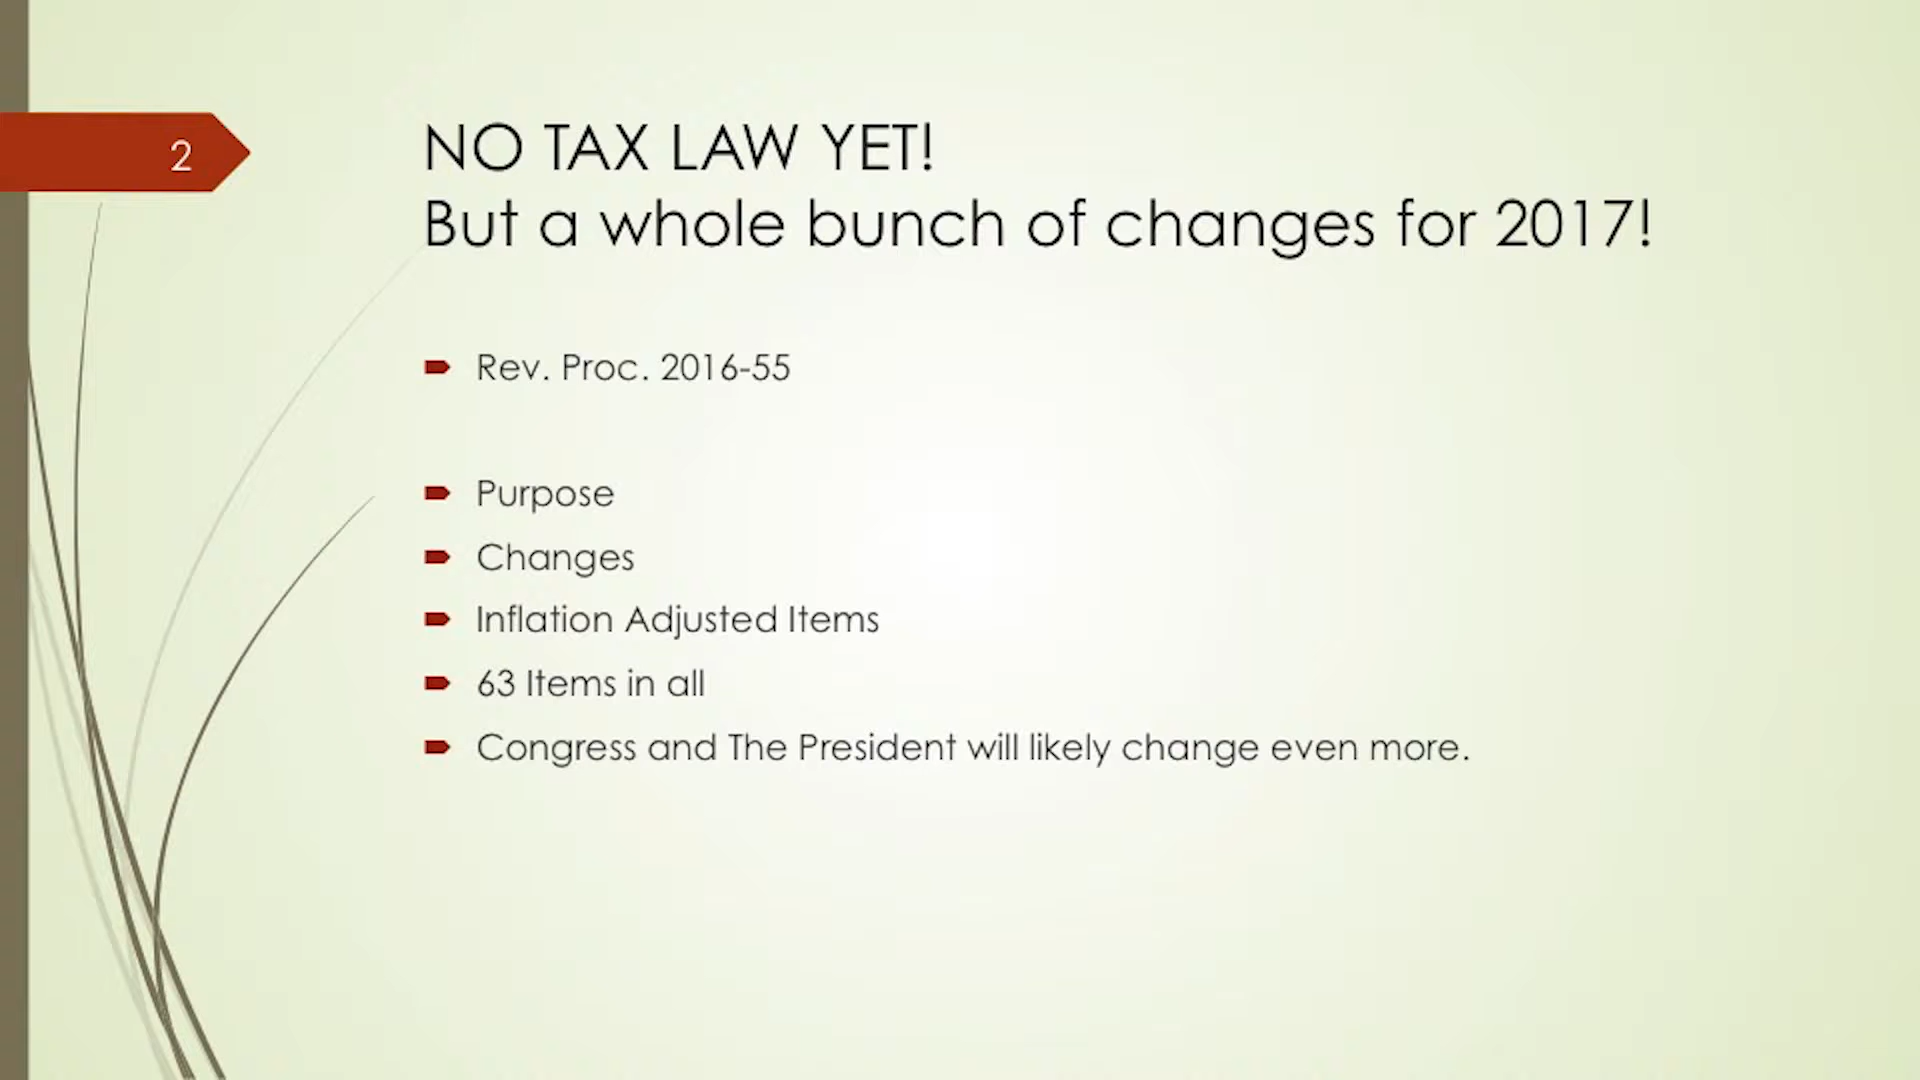 2
NO TAX LAW YET!
But a whole bunch of changes for 2017!
Rev. Proc. 2016-55
Purpose
Changes
Inflation Adjusted Items
63 Items in all
Congress and The President will likely change even more.